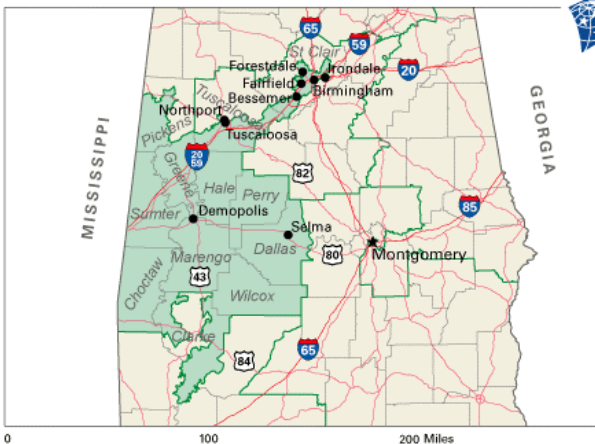 65
59
St Clair
Forestdale
Irondale
20
Fairfield
Bessemer
Birmingham
Tuscaloosa
Northport
Pickens
Tuscaloosa
GEORGIA
MISSISSIPPI
20
59
82
Greene
Hale
Perry
85
Sumter
Demopolis
Selma
Dallas
80
Montgomery
Marengo
43
Choctaw
Wilcox
Clarke
84
65
0 100 200 Miles